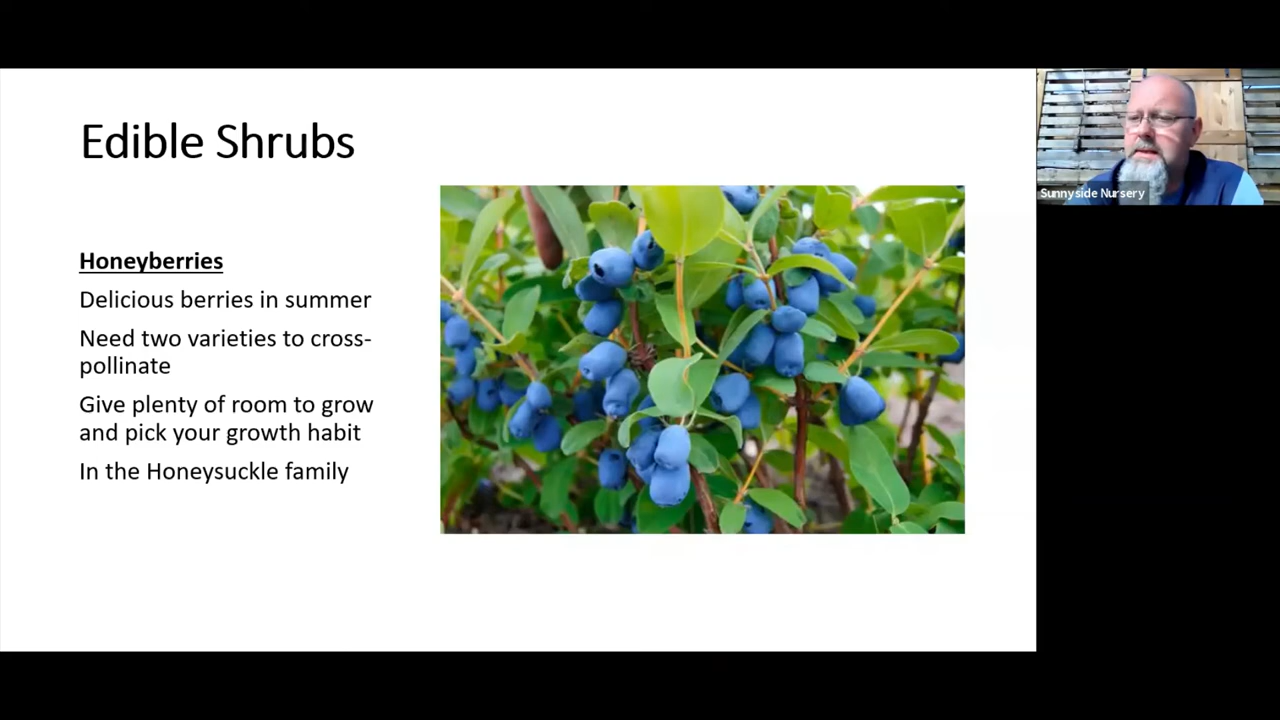 Edible Shrubs
Honeyberries
Delicious berries in summer
Need two varieties to cross-
pollinate
Give plenty of room to grow
and pick your growth habit
In the Honeysuckle family
Sunnyside Nursery